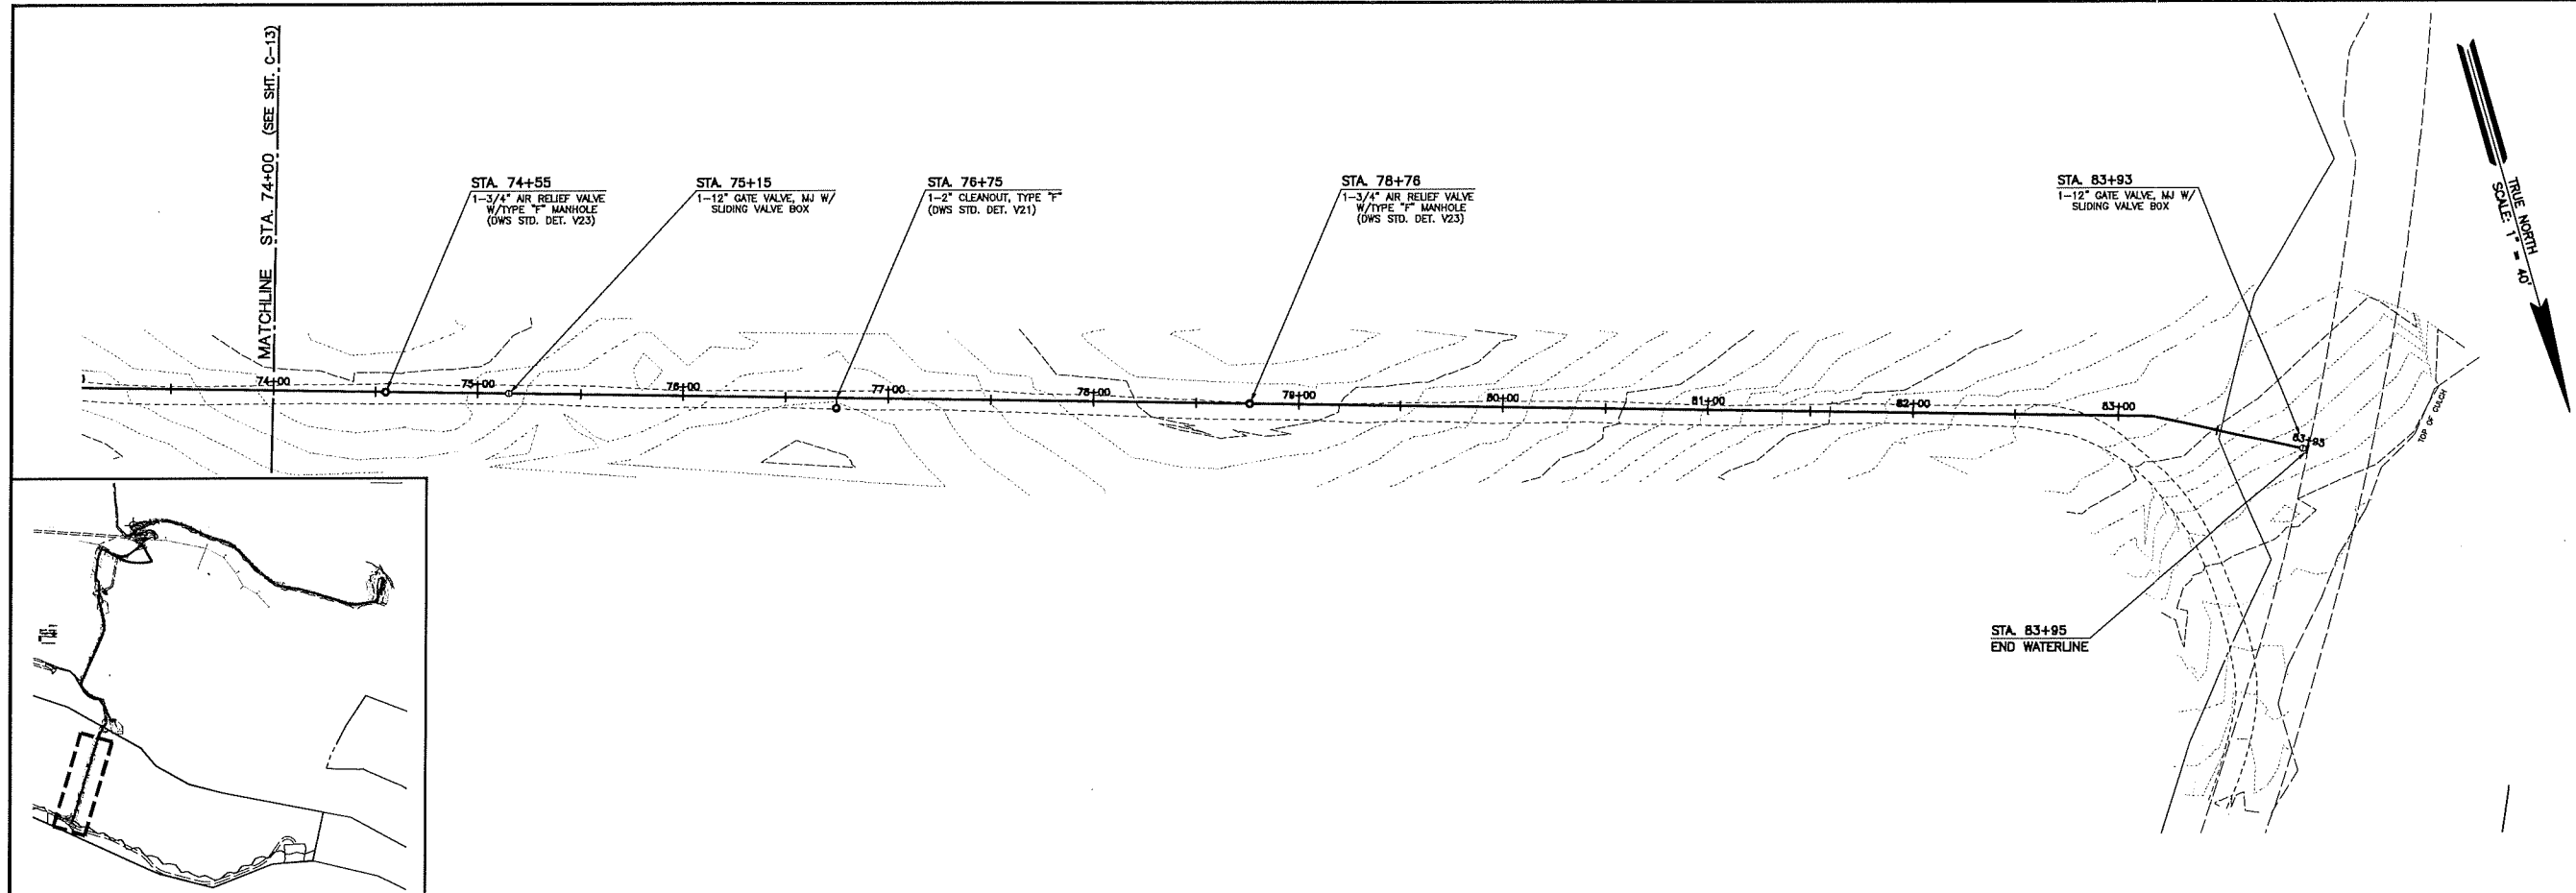 MATCHLINE STA. 74+00 (SEE SHT. C-13)
STA. 74+55
1-3/4" AIR RELIEF VALVE
W/TYPE "F" MANHOLE
(DWS STD. DET. V23)
STA. 75+15
1-12" GATE VALVE, MJ W/
SLIDING VALVE BOX
STA. 76+75
1-2" CLEANOUT, TYPE "F"
(DWS STD. DET. V21)
STA. 78+76
1-3/4" AIR RELIEF VALVE
W/TYPE "F" MANHOLE
(DWS STD. DET. V23)
STA. 83+93
1-12" GATE VALVE, MJ W/
SLIDING VALVE BOX
TRUE NORTH
SCALE: 1" = 40'
74+00
75+00
76+00
77+00
78+00
79+00
80+00
81+00
82+00
83+00
83+95
TOP OF GULCH
STA. 83+95
END WATERLINE